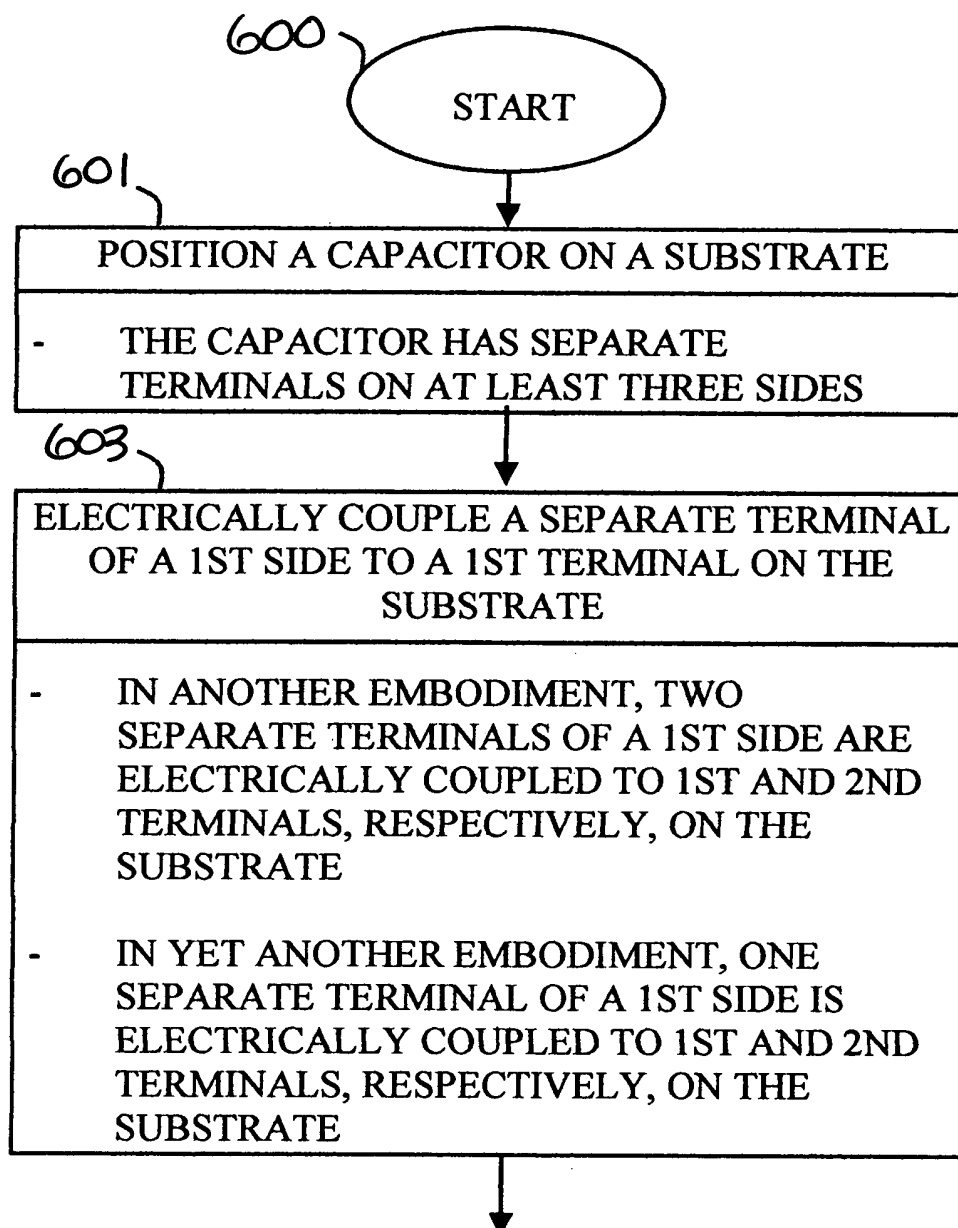 600
START
601
POSITION A CAPACITOR ON A SUBSTRATE
- THE CAPACITOR HAS SEPARATE
TERMINALS ON AT LEAST THREE SIDES
603
ELECTRICALLY COUPLE A SEPARATE TERMINAL
OF A 1ST SIDE TO A 1ST TERMINAL ON THE
SUBSTRATE
- IN ANOTHER EMBODIMENT, TWO
SEPARATE TERMINALS OF A 1ST SIDE ARE
ELECTRICALLY COUPLED TO 1ST AND 2ND
TERMINALS, RESPECTIVELY, ON THE
SUBSTRATE
- IN YET ANOTHER EMBODIMENT, ONE
SEPARATE TERMINAL OF A 1ST SIDE IS
ELECTRICALLY COUPLED TO 1ST AND 2ND
TERMINALS, RESPECTIVELY, ON THE
SUBSTRATE